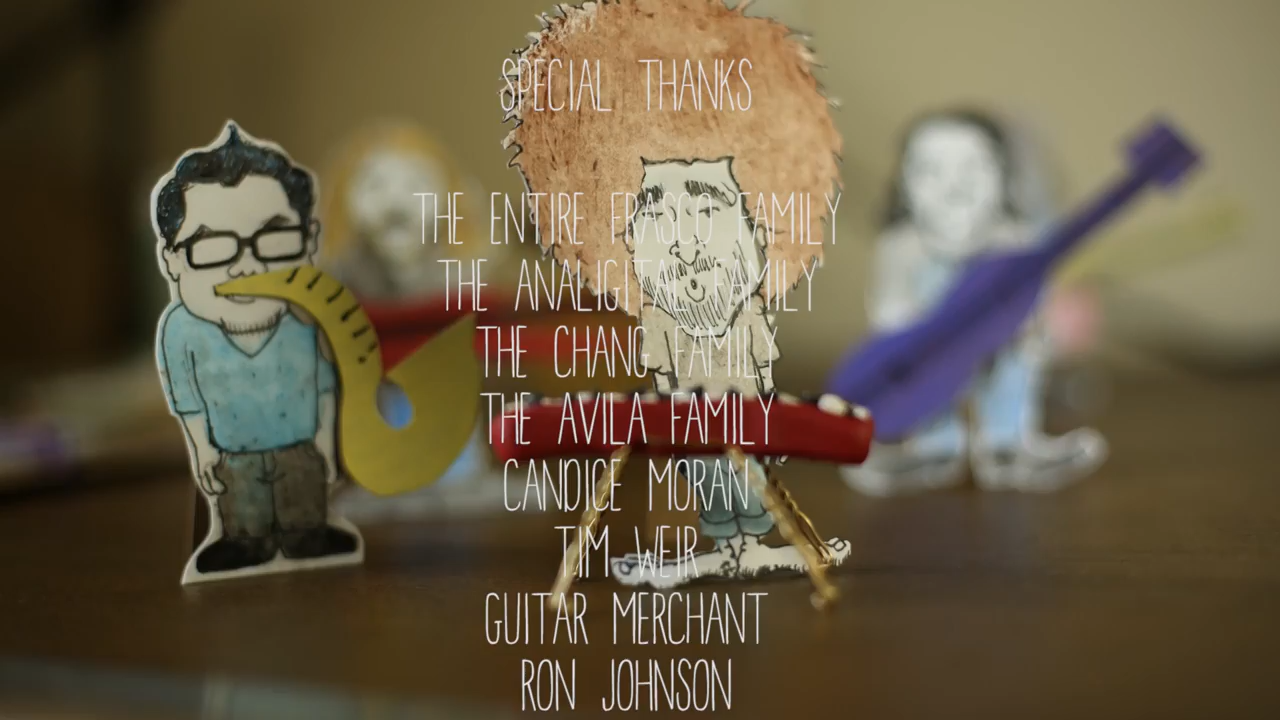 SPECIAL THANKS
THE ENTIRE FRASCO FAMILY
THE ANALIGITAL FAMILY
THE CHANG FAMILY
THE AVILA FAMILY
CANDICE MORAN
TIM WEIR
GUITAR MERCHANT
RON JOHNSON